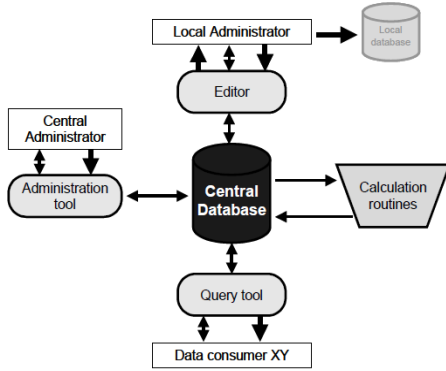 Local Administrator
Local
database
Editor
Central
Administrator
Administration
tool
Central
Database
Calculation
routines
Query tool
Data consumer XY